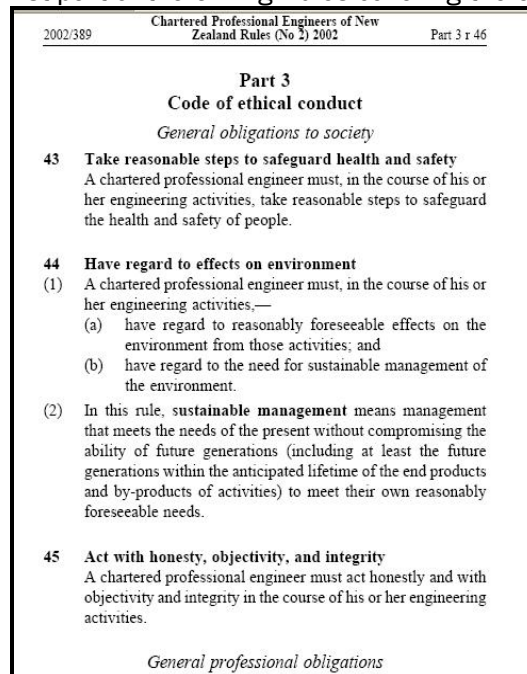 Chartered Professional Engineers of New
2002/389 Zealand Rules (No 2) 2002 Part 3 r 46
Part 3
Code of ethical conduct
General obligations to society
43 Take reasonable steps to safeguard health and safety
A chartered professional engineer must, in the course of his or
her engineering activities, take reasonable steps to safeguard
the health and safety of people.
44 Have regard to effects on environment
(1) A chartered professional engineer must, in the course of his or
her engineering activities,—
(a) have regard to reasonably foreseeable effects on the
environment from those activities; and
(b) have regard to the need for sustainable management of
the environment.
(2) In this rule, sustainable management means management
that meets the needs of the present without compromising the
ability of future generations (including at least the future
generations within the anticipated lifetime of the end products
and by-products of activities) to meet their own reasonably
foreseeable needs.
45 Act with honesty, objectivity, and integrity
A chartered professional engineer must act honestly and with
objectivity and integrity in the course of his or her engineering
activities.
General professional obligations